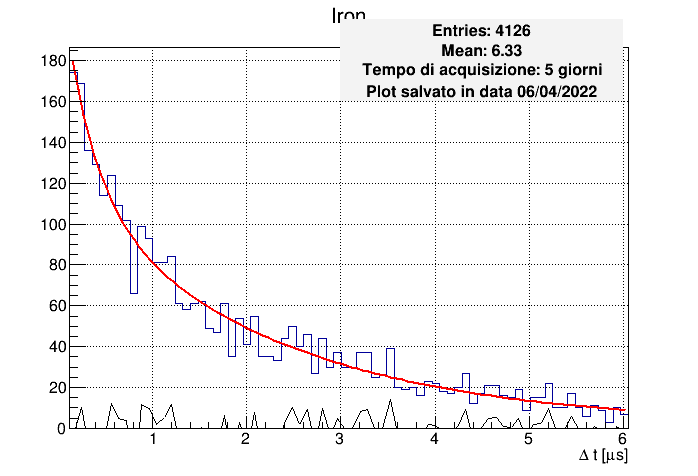 Iron
Entries: 4126
Mean: 6.33
Tempo di acquisizione: 5 giorni
Plot salvato in data 06/04/2022
180
160
140
120
100
80
60
40
20
0
1 2 3 4 5 6
Δ t [μs]